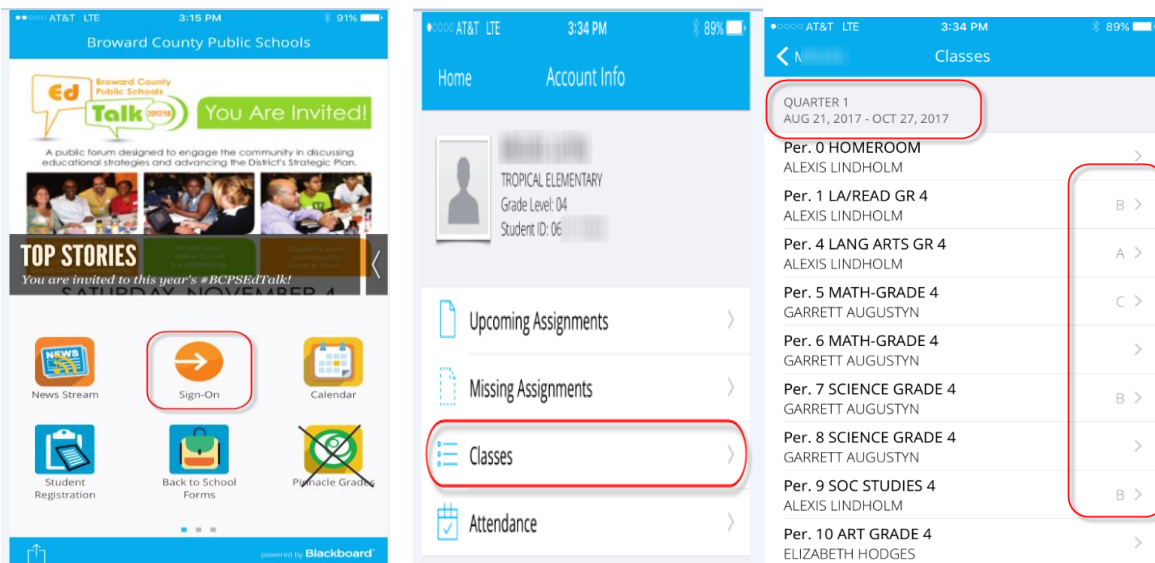 AT&T LTE 3:15 PM 91%
Broward County Public Schools
Broward County
Public Schools
Ed
Talk 2017/18
You Are Invited!
A public forum designed to engage the community in discussing
educational strategies and advancing the District's Strategic Plan.
TOP STORIES
You are invited to this year's #BCPSEdTalk!
SATURDAY, NOVEMBER 4
News Stream
Sign-On
Calendar
Student
Registration
Back to School
Forms
Pinnacle Grades
powered by Blackboard
AT&T LTE 3:34 PM 89%
Home Account Info
TROPICAL ELEMENTARY
Grade Level: 04
Student ID: 06
Upcoming Assignments
Missing Assignments
Classes
Attendance
AT&T LTE 3:34 PM 89%
Classes
QUARTER 1
AUG 21, 2017 - OCT 27, 2017
Per. 0 HOMEROOM
ALEXIS LINDHOLM
Per. 1 LA/READ GR 4 B
ALEXIS LINDHOLM
Per. 4 LANG ARTS GR 4 A
ALEXIS LINDHOLM
Per. 5 MATH-GRADE 4 C
GARRETT AUGUSTYN
Per. 6 MATH-GRADE 4
GARRETT AUGUSTYN
Per. 7 SCIENCE GRADE 4 B
GARRETT AUGUSTYN
Per. 8 SCIENCE GRADE 4
GARRETT AUGUSTYN
Per. 9 SOC STUDIES 4 B
ALEXIS LINDHOLM
Per. 10 ART GRADE 4
ELIZABETH HODGES